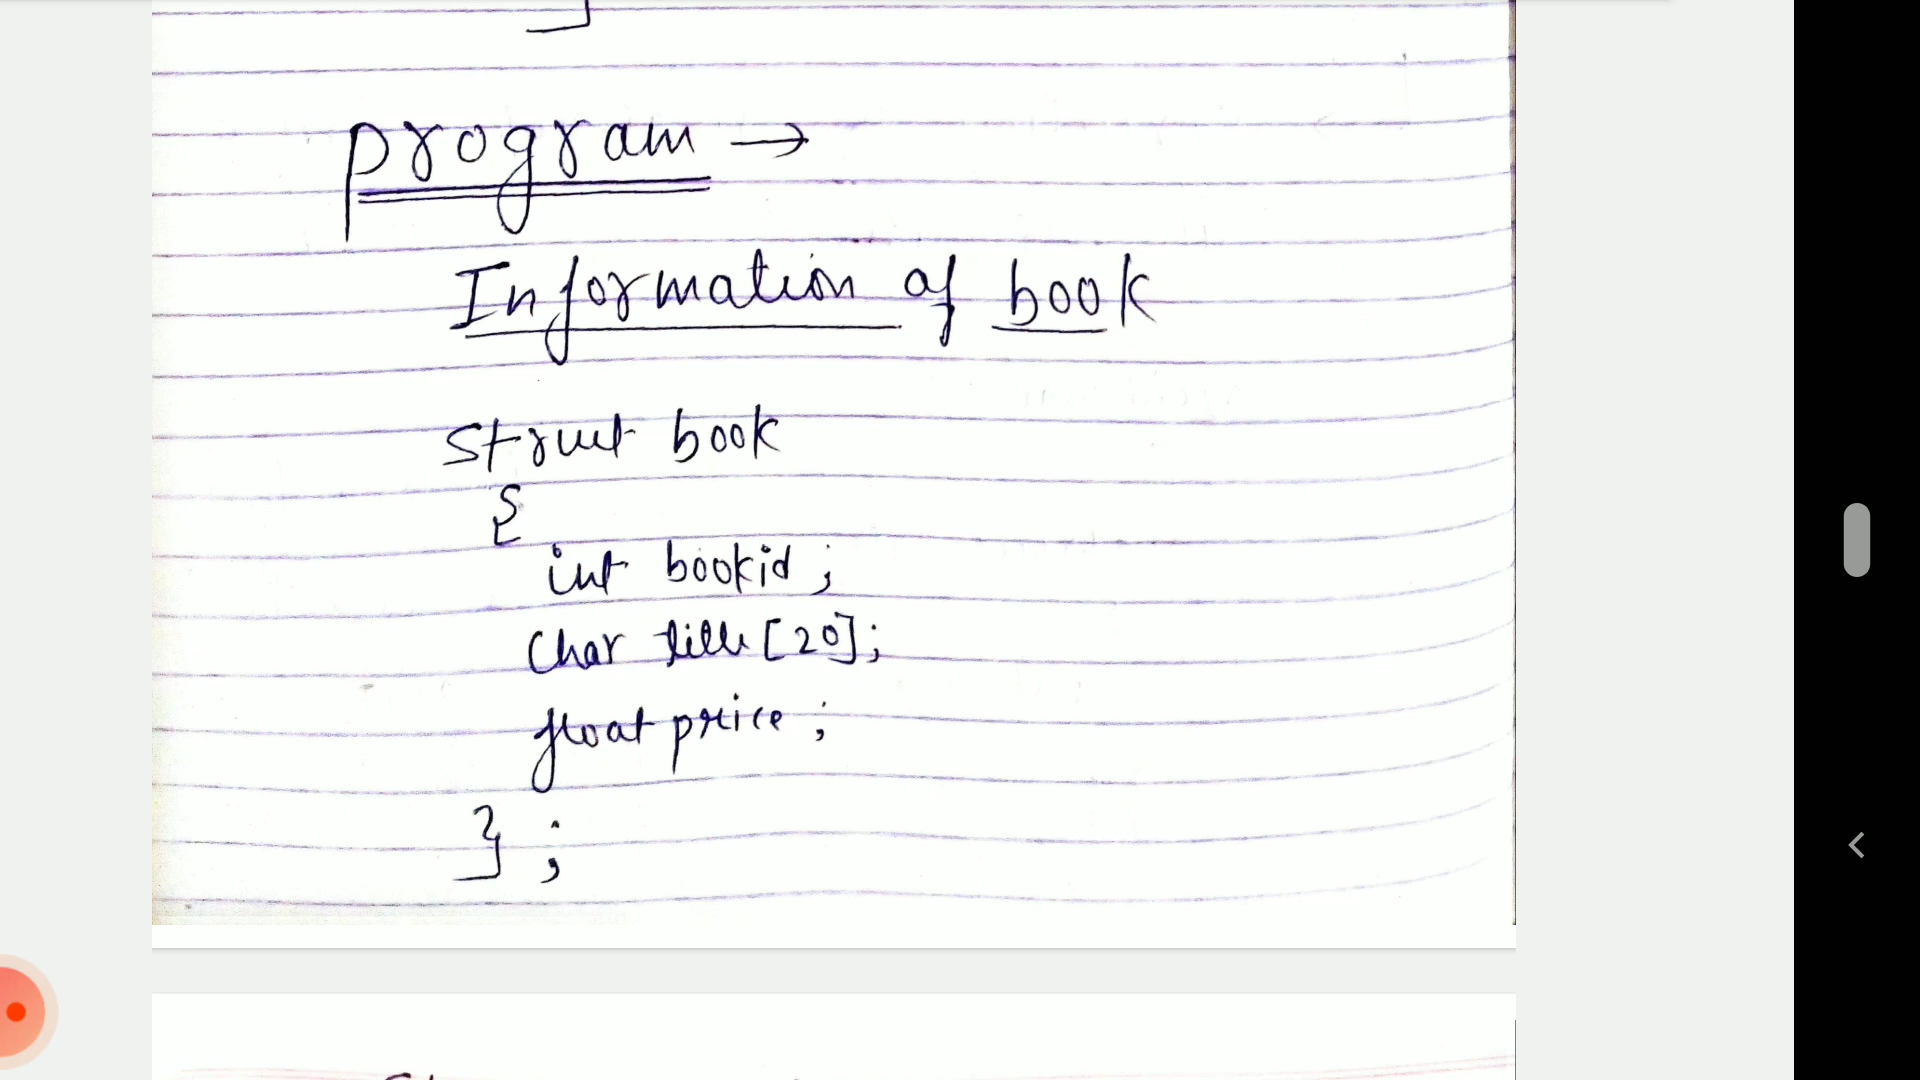 program →
Information of book
struct book
{
int bookid ;
Char title [20];
float price ;
} ;